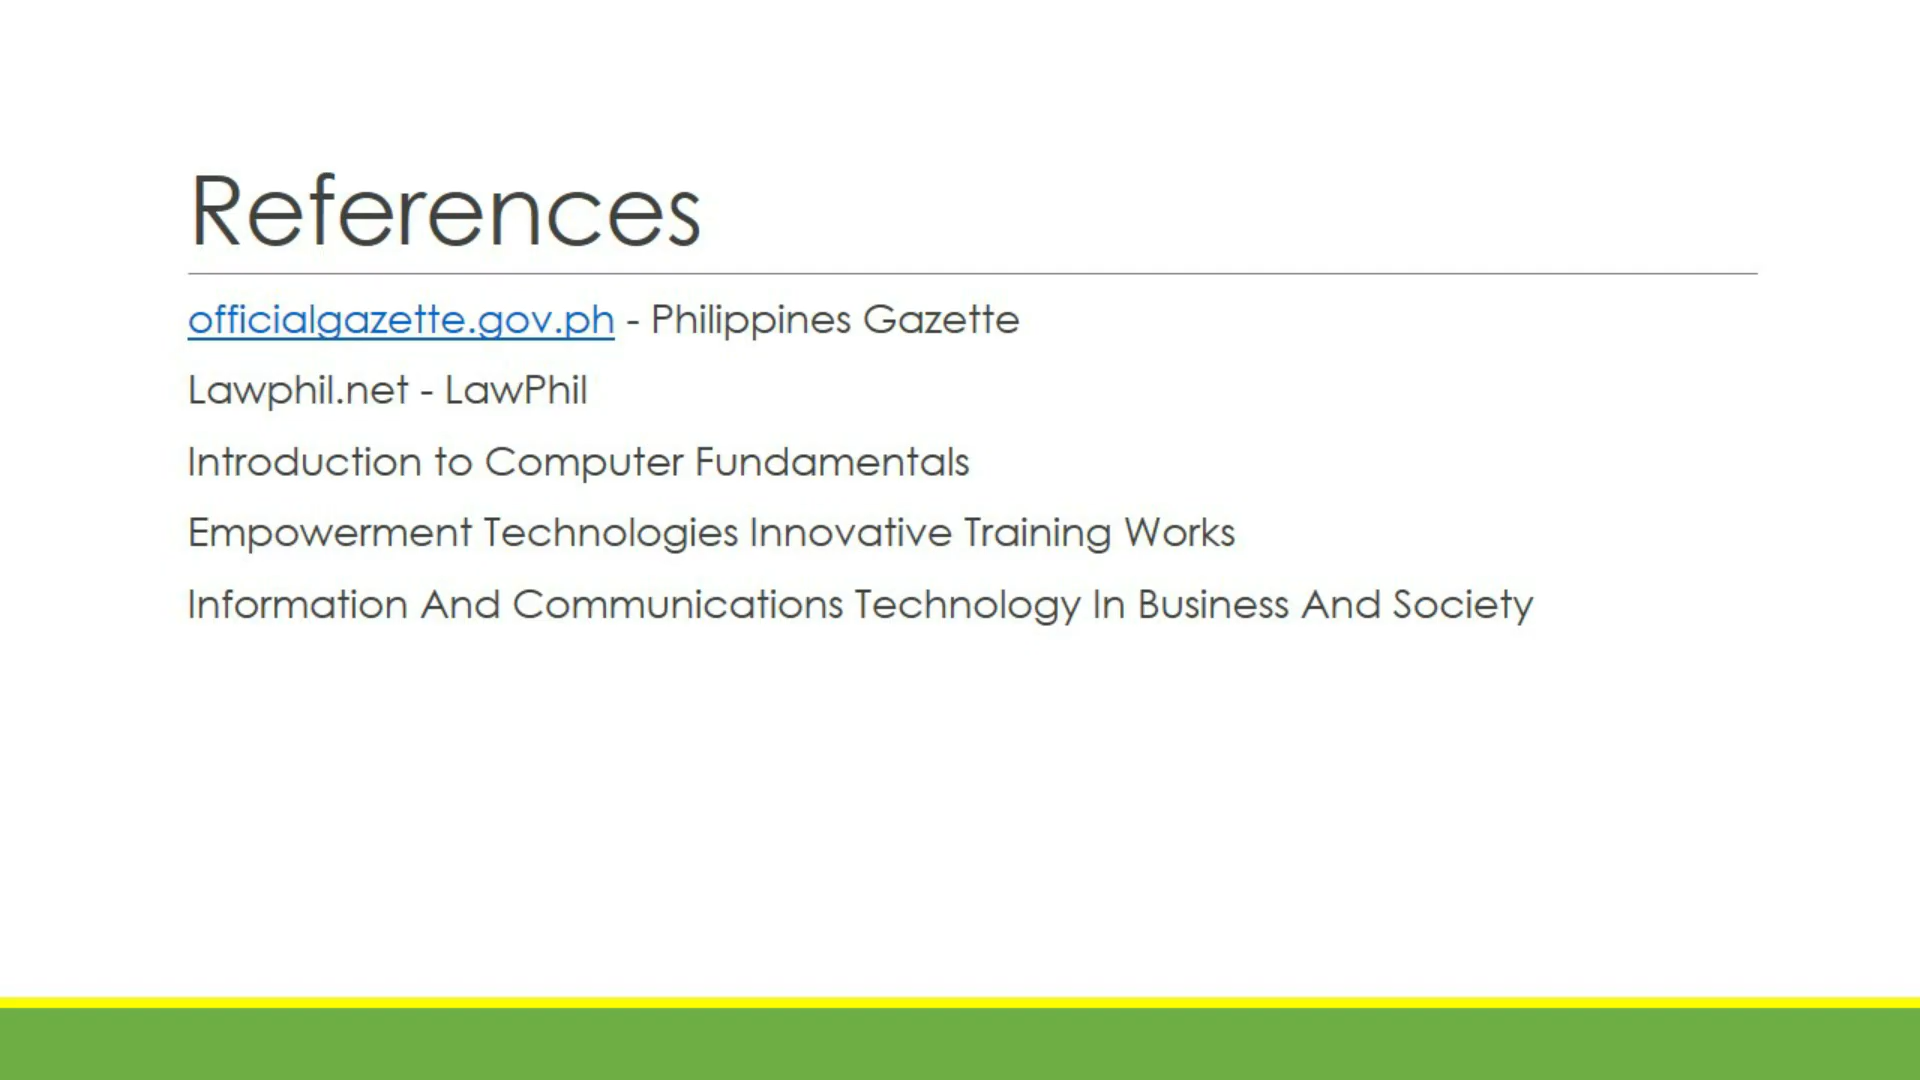 References
officialgazette.gov.ph - Philippines Gazette
Lawphil.net - LawPhil
Introduction to Computer Fundamentals
Empowerment Technologies Innovative Training Works
Information And Communications Technology In Business And Society